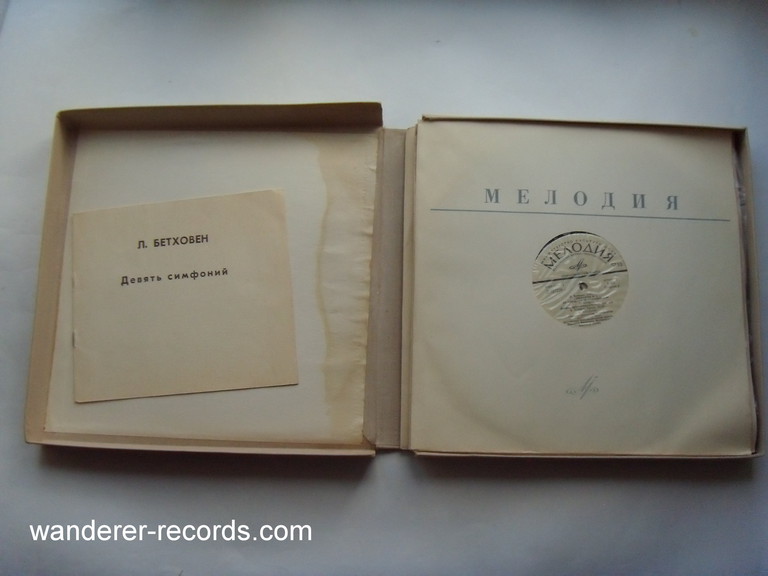 Л. БЕТХОВЕН
Девять симфоний
МЕЛОДИЯ
МЕЛОДИЯ
wanderer-records.com